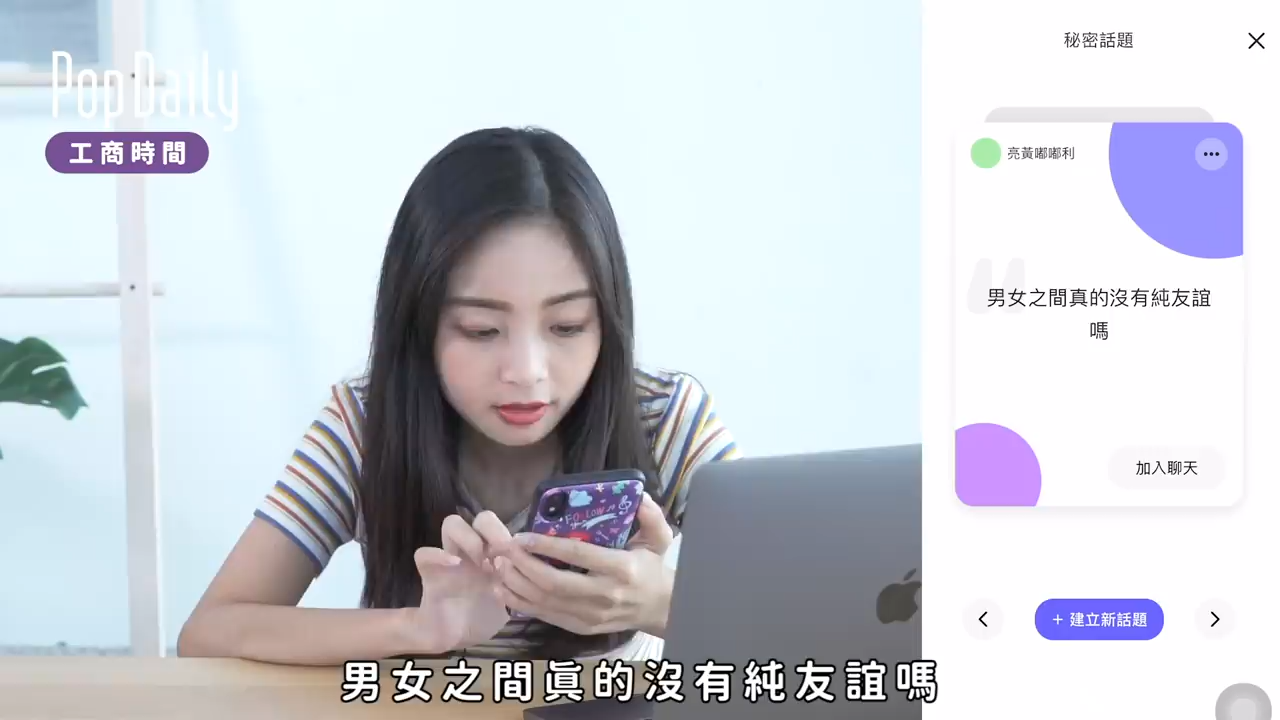 PopDaily
工商時間
秘密話題
亮黃嘟嘟利
男女之間真的沒有純友誼
嗎
加入聊天
+ 建立新話題
FOLLOW
男女之間真的沒有純友誼嗎